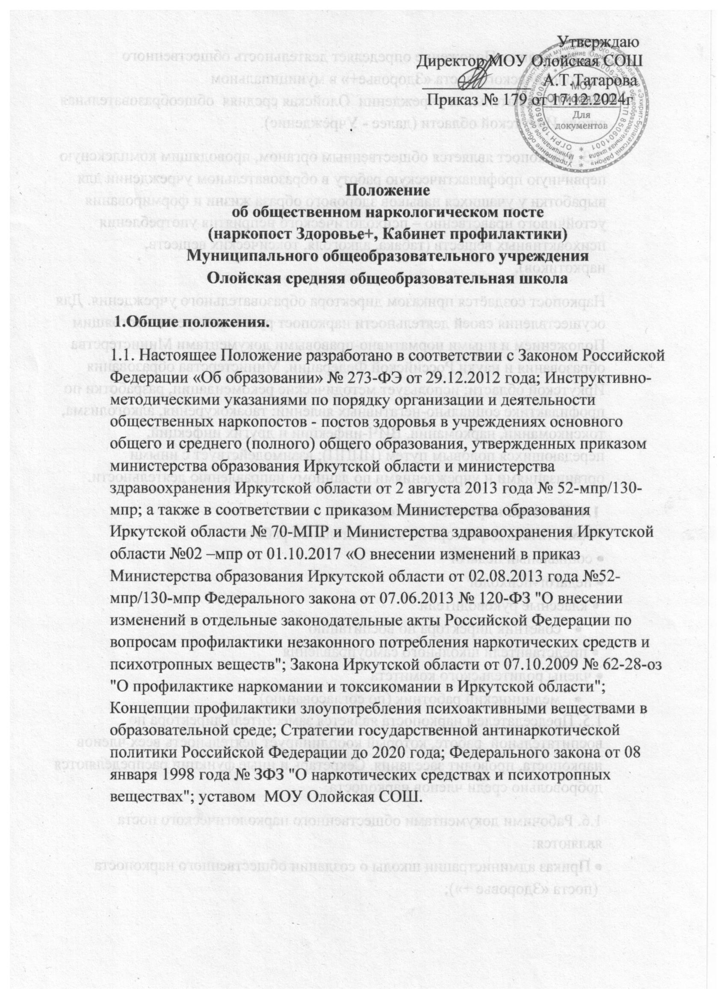 Утверждаю
Директор МОУ Олойская СОШ
А.Т.Татарова
Приказ № 179 от 17.12.2024г
МОУ
Олойская СОШ
Для
документов
Положение
об общественном наркологическом посте
(наркопост Здоровье+, Кабинет профилактики)
Муниципального общеобразовательного учреждения
Олойская средняя общеобразовательная школа
1.Общие положения.
1.1. Настоящее Положение разработано в соответствии с Законом Российской
Федерации «Об образовании» № 273-ФЭ от 29.12.2012 года; Инструктивно-
методическими указаниями по порядку организации и деятельности
общественных наркопостов - постов здоровья в учреждениях основного
общего и среднего (полного) общего образования, утвержденных приказом
министерства образования Иркутской области и министерства
здравоохранения Иркутской области от 2 августа 2013 года № 52-мпр/130-
мпр; а также в соответствии с приказом Министерства образования
Иркутской области № 70-МПР и Министерства здравоохранения Иркутской
области №02 –мпр от 01.10.2017 «О внесении изменений в приказ
Министерства образования Иркутской области от 02.08.2013 года №52-
мпр/130-мпр Федерального закона от 07.06.2013 № 120-ФЗ "О внесении
изменений в отдельные законодательные акты Российской Федерации по
вопросам профилактики незаконного потребления наркотических средств и
психотропных веществ"; Закона Иркутской области от 07.10.2009 № 62-28-оз
"О профилактике наркомании и токсикомании в Иркутской области";
Концепции профилактики злоупотребления психоактивными веществами в
образовательной среде; Стратегии государственной антинаркотической
политики Российской Федерации до 2020 года; Федерального закона от 08
января 1998 года № ЗФЗ "О наркотических средствах и психотропных
веществах"; уставом МОУ Олойская СОШ.